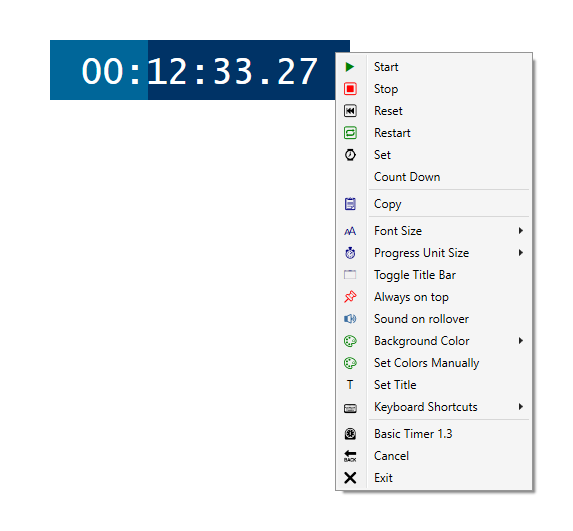 00:12:33.27
Start
Stop
Reset
Restart
Set
Count Down
Copy
AA Font Size
Progress Unit Size
Toggle Title Bar
Always on top
Sound on rollover
Background Color
Set Colors Manually
T Set Title
Keyboard Shortcuts
Basic Timer 1.3
BACK Cancel
Exit